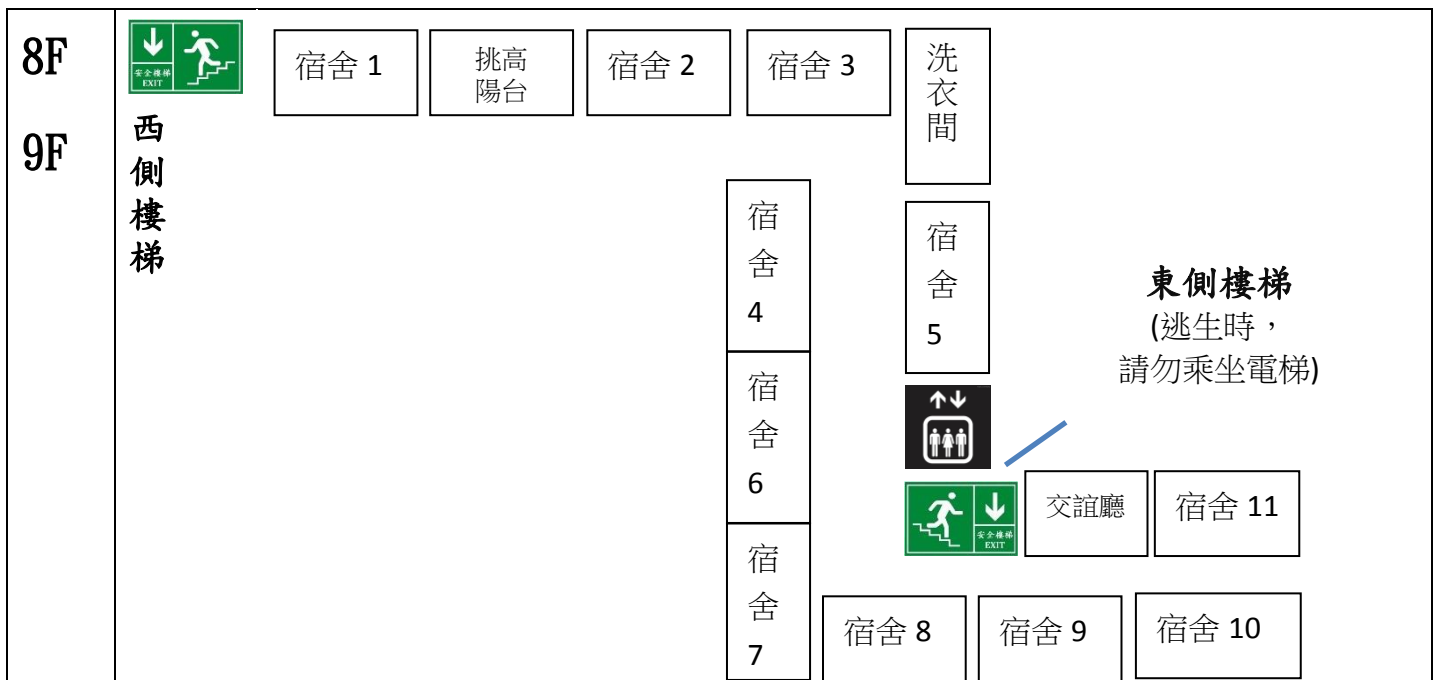 8F
9F
安全樓梯
EXIT
西側樓梯
宿舍 1
挑高
陽台
宿舍 2
宿舍 3
洗衣間
宿舍 4
宿舍 5
東側樓梯
(逃生時，
請勿乘坐電梯)
宿舍 6
安全樓梯
EXIT
交誼廳
宿舍 11
宿舍 7
宿舍 8
宿舍 9
宿舍 10